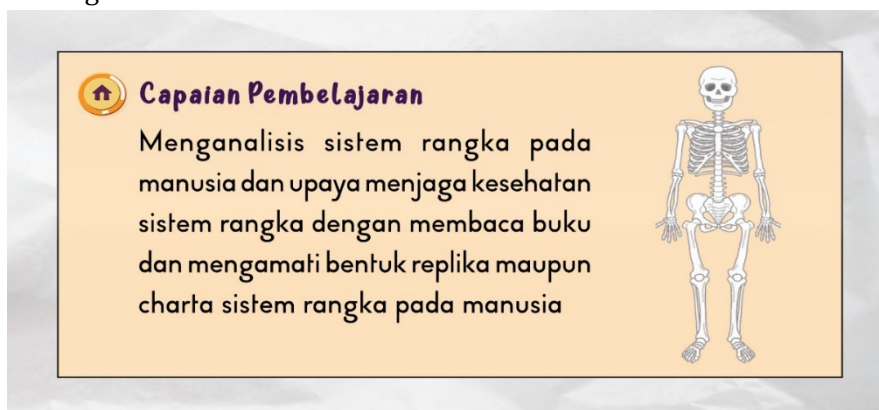 Capaian Pembelajaran
Menganalisis sistem rangka pada
manusia dan upaya menjaga kesehatan
sistem rangka dengan membaca buku
dan mengamati bentuk replika maupun
charta sistem rangka pada manusia